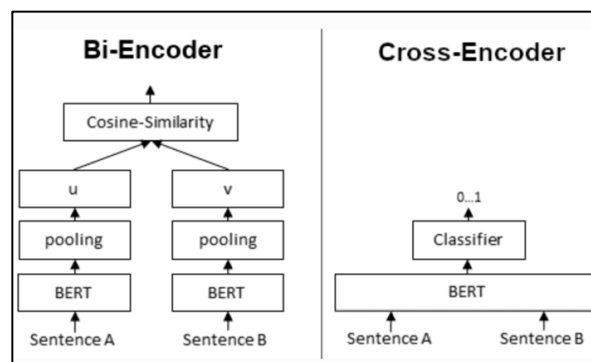 Bi-Encoder
Cosine-Similarity
u v
pooling pooling
BERT BERT
Sentence A Sentence B
Cross-Encoder
0...1
Classifier
BERT
Sentence A Sentence B